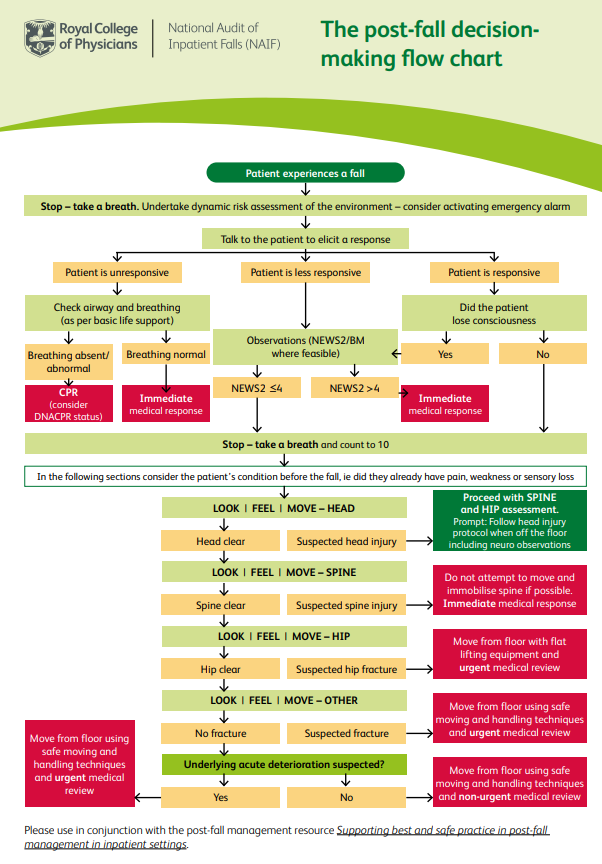 Royal College
of Physicians
National Audit of
Inpatient Falls (NAIF)
The post-fall decision-
making flow chart
Patient experiences a fall
Stop – take a breath. Undertake dynamic risk assessment of the environment – consider activating emergency alarm
Talk to the patient to elicit a response
Patient is unresponsive
Patient is less responsive
Patient is responsive
Check airway and breathing
(as per basic life support)
Did the patient
lose consciousness
Observations (NEWS2/BM
where feasible)
Breathing absent/
abnormal
Breathing normal
Yes
No
CPR
(consider
DNACPR status)
Immediate
medical response
NEWS2 ≤4
NEWS2 >4
Immediate
medical response
Stop – take a breath and count to 10
In the following sections consider the patient's condition before the fall, ie did they already have pain, weakness or sensory loss
LOOK | FEEL | MOVE – HEAD
Head clear
Suspected head injury
Proceed with SPINE
and HIP assessment.
Prompt: Follow head injury
protocol when off the floor
including neuro observations
LOOK | FEEL | MOVE – SPINE
Spine clear
Suspected spine injury
Do not attempt to move and
immobilise spine if possible.
Immediate medical response
LOOK | FEEL | MOVE – HIP
Hip clear
Suspected hip fracture
Move from floor with flat
lifting equipment and
urgent medical review
LOOK | FEEL | MOVE – OTHER
No fracture
Suspected fracture
Move from floor using safe
moving and handling techniques
and urgent medical review
Underlying acute deterioration suspected?
Yes
No
Move from floor using
safe moving and
handling techniques
and urgent medical
review
Move from floor using safe
moving and handling techniques
and non-urgent medical review
Please use in conjunction with the post-fall management resource Supporting best and safe practice in post-fall
management in inpatient settings.